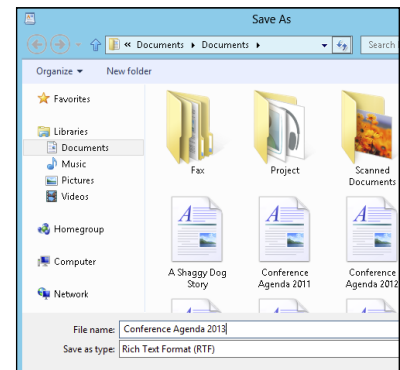 Save As
« Documents ▸ Documents ▸
Search
Organize ▾ New folder
Favorites
Libraries
Documents
Music
Pictures
Videos
Homegroup
Computer
Network
Fax
Project
Scanned
Documents
A Shaggy Dog
Story
Conference
Agenda 2011
Conference
Agenda 2012
File name: Conference Agenda 2013
Save as type: Rich Text Format (RTF)